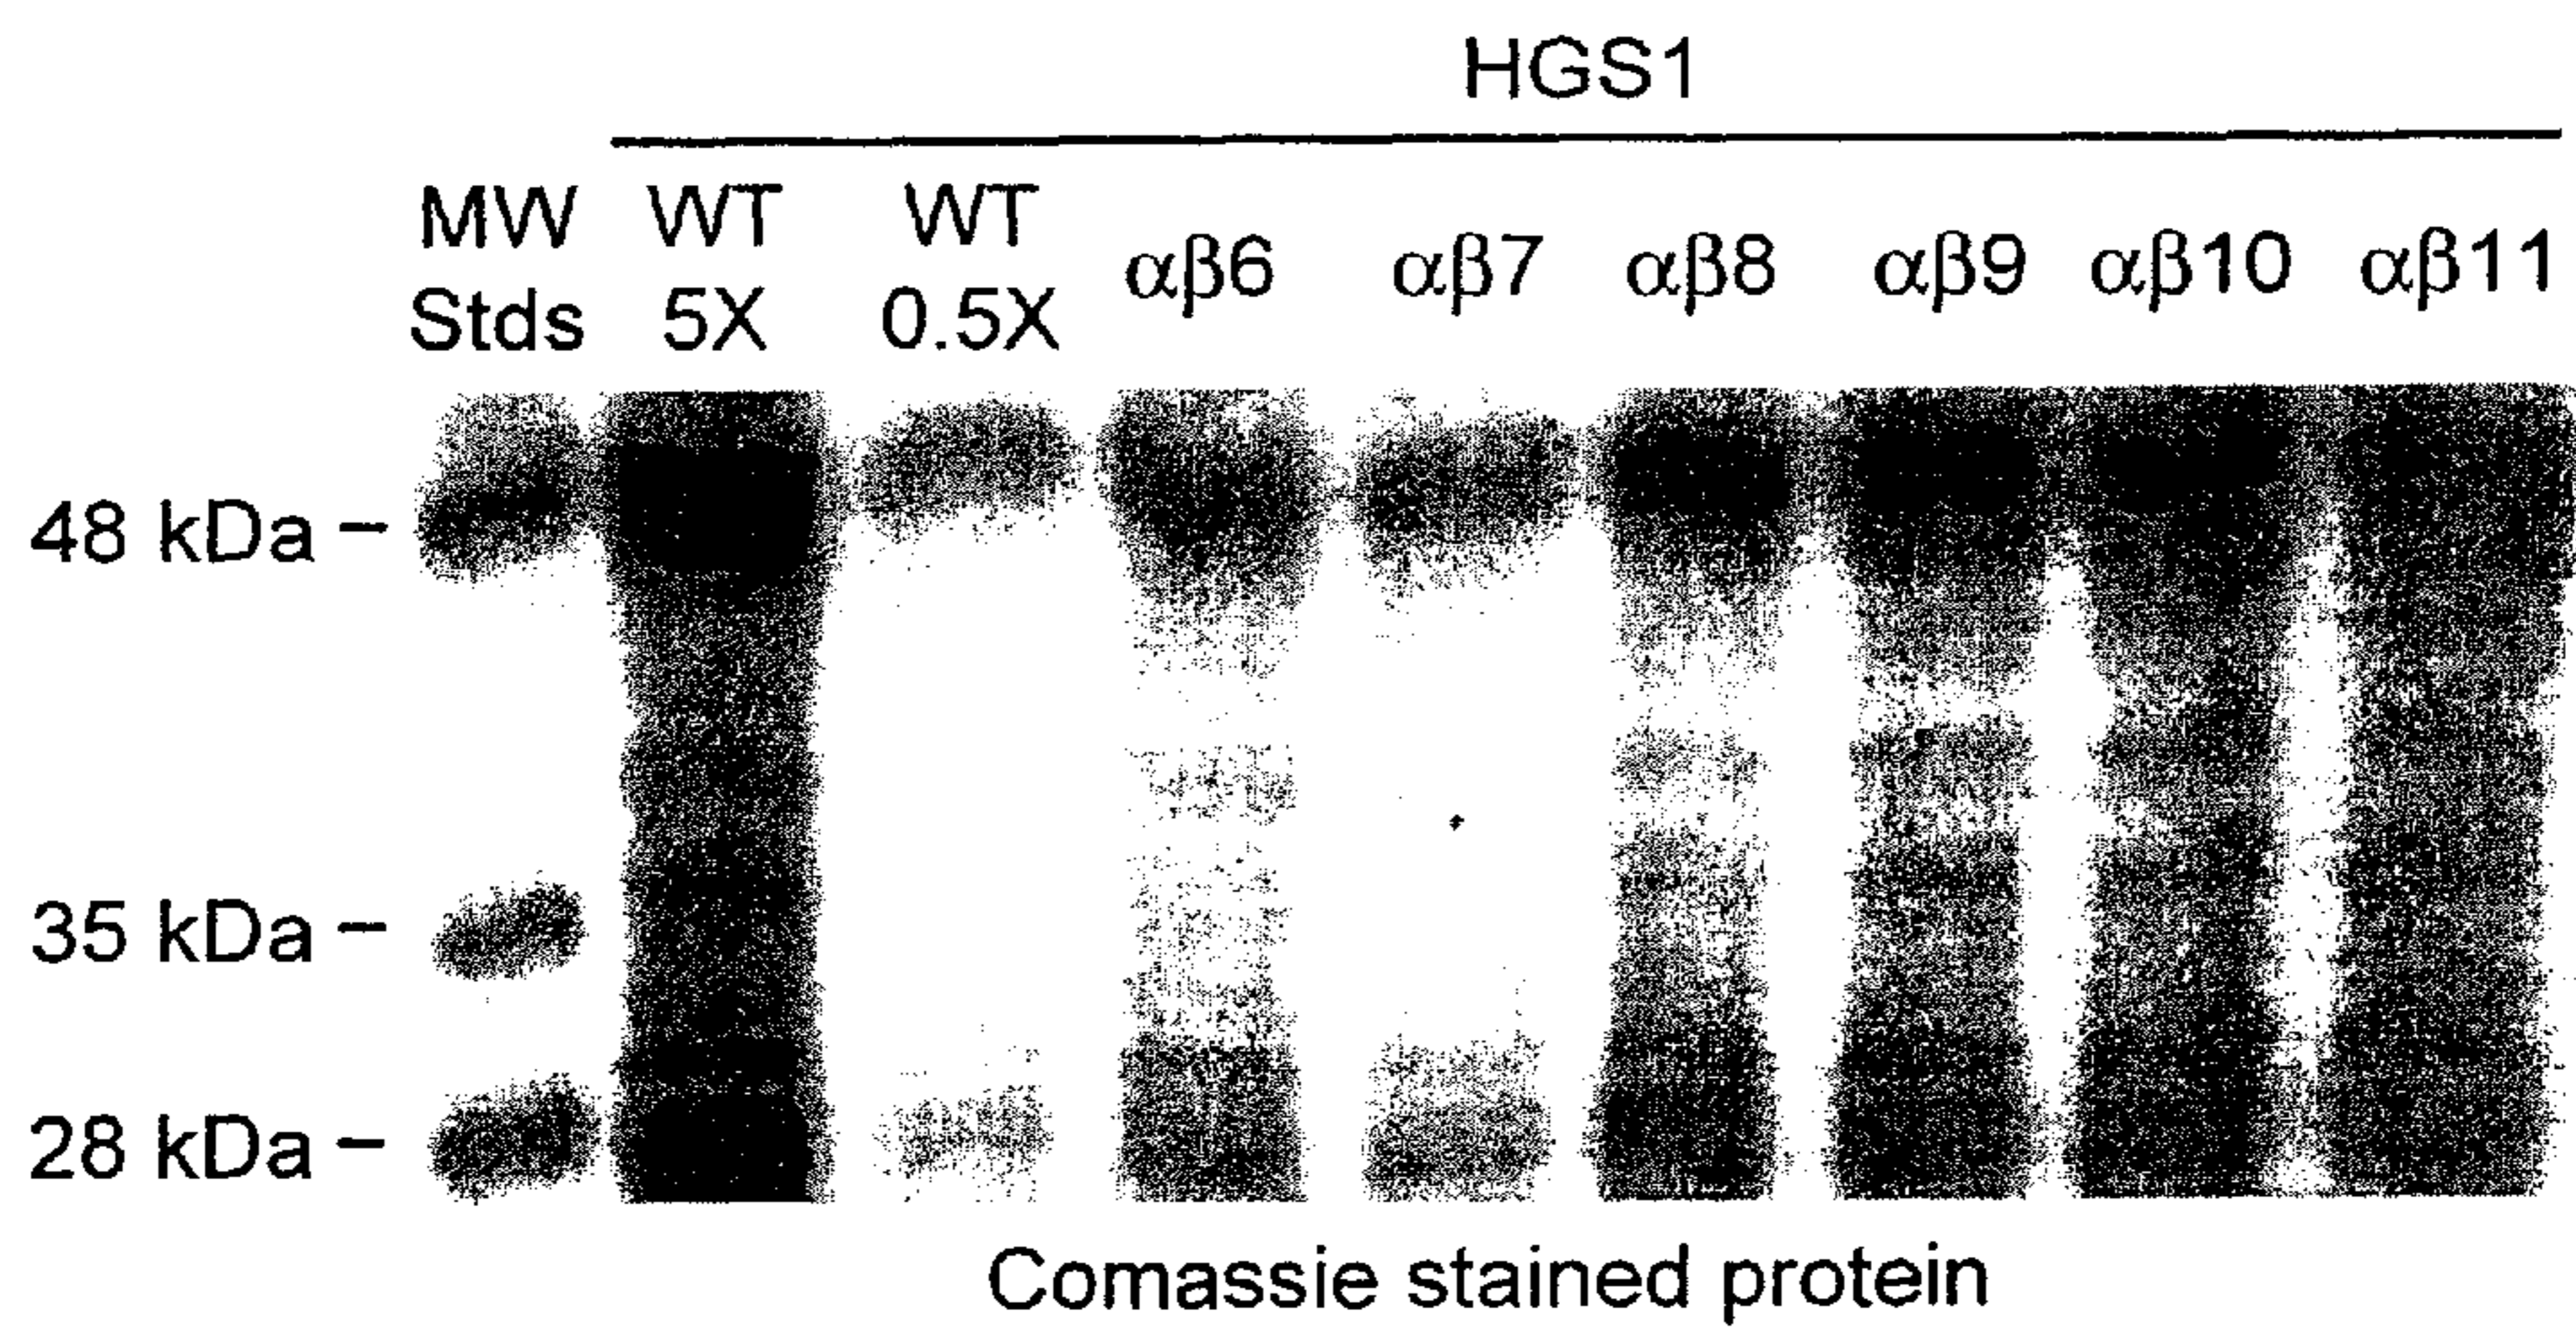 HGS1
MW Stds
WT 5X
WT 0.5X
αβ6
αβ7
αβ8
αβ9
αβ10
αβ11
48 kDa
35 kDa
28 kDa
Comassie stained protein